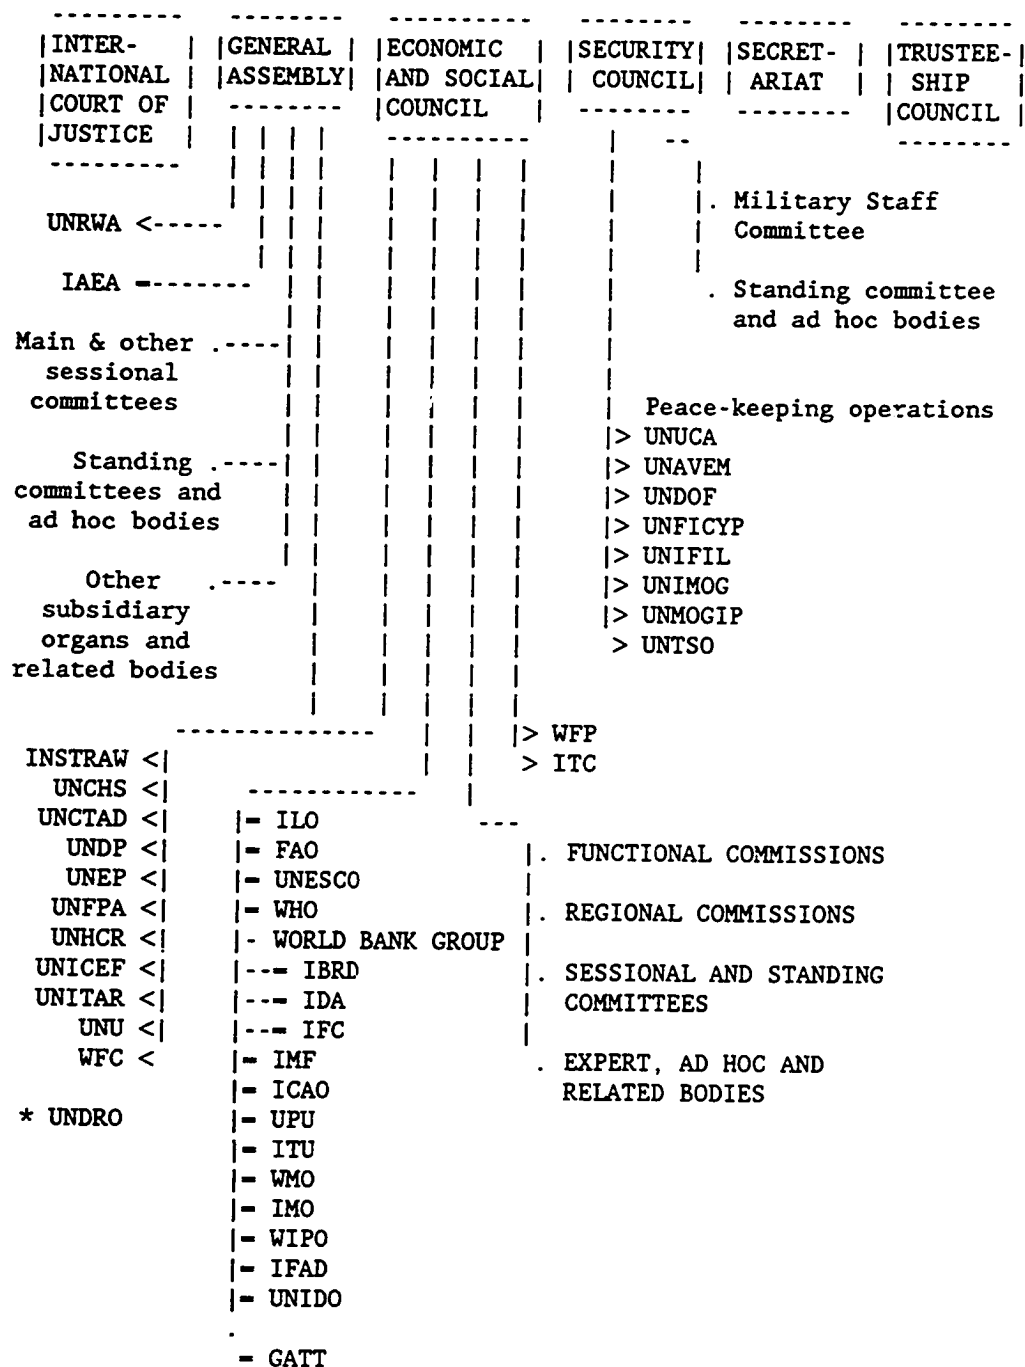 INTER-
NATIONAL
COURT OF
JUSTICE
GENERAL
ASSEMBLY
ECONOMIC
AND SOCIAL
COUNCIL
SECURITY
COUNCIL
SECRET-
ARIAT
TRUSTEE-
SHIP
COUNCIL
UNRWA <-----
IAEA =-------
Main & other .----
sessional
committees
Standing .----
committees and
ad hoc bodies
Other .----
subsidiary
organs and
related bodies
. Military Staff
Committee
. Standing committee
and ad hoc bodies
Peace-keeping operations
> UNUCA
> UNAVEM
> UNDOF
> UNFICYP
> UNIFIL
> UNIMOG
> UNMOGIP
> UNTSO
> WFP
> ITC
INSTRAW <
UNCHS <
UNCTAD <
UNDP <
UNEP <
UNFPA <
UNHCR <
UNICEF <
UNITAR <
UNU <
WFC <
* UNDRO
= ILO
= FAO
= UNESCO
= WHO
- WORLD BANK GROUP
--= IBRD
--= IDA
--= IFC
= IMF
= ICAO
= UPU
= ITU
= WMO
= IMO
= WIPO
= IFAD
= UNIDO
.
= GATT
. FUNCTIONAL COMMISSIONS
. REGIONAL COMMISSIONS
. SESSIONAL AND STANDING
COMMITTEES
. EXPERT, AD HOC AND
RELATED BODIES